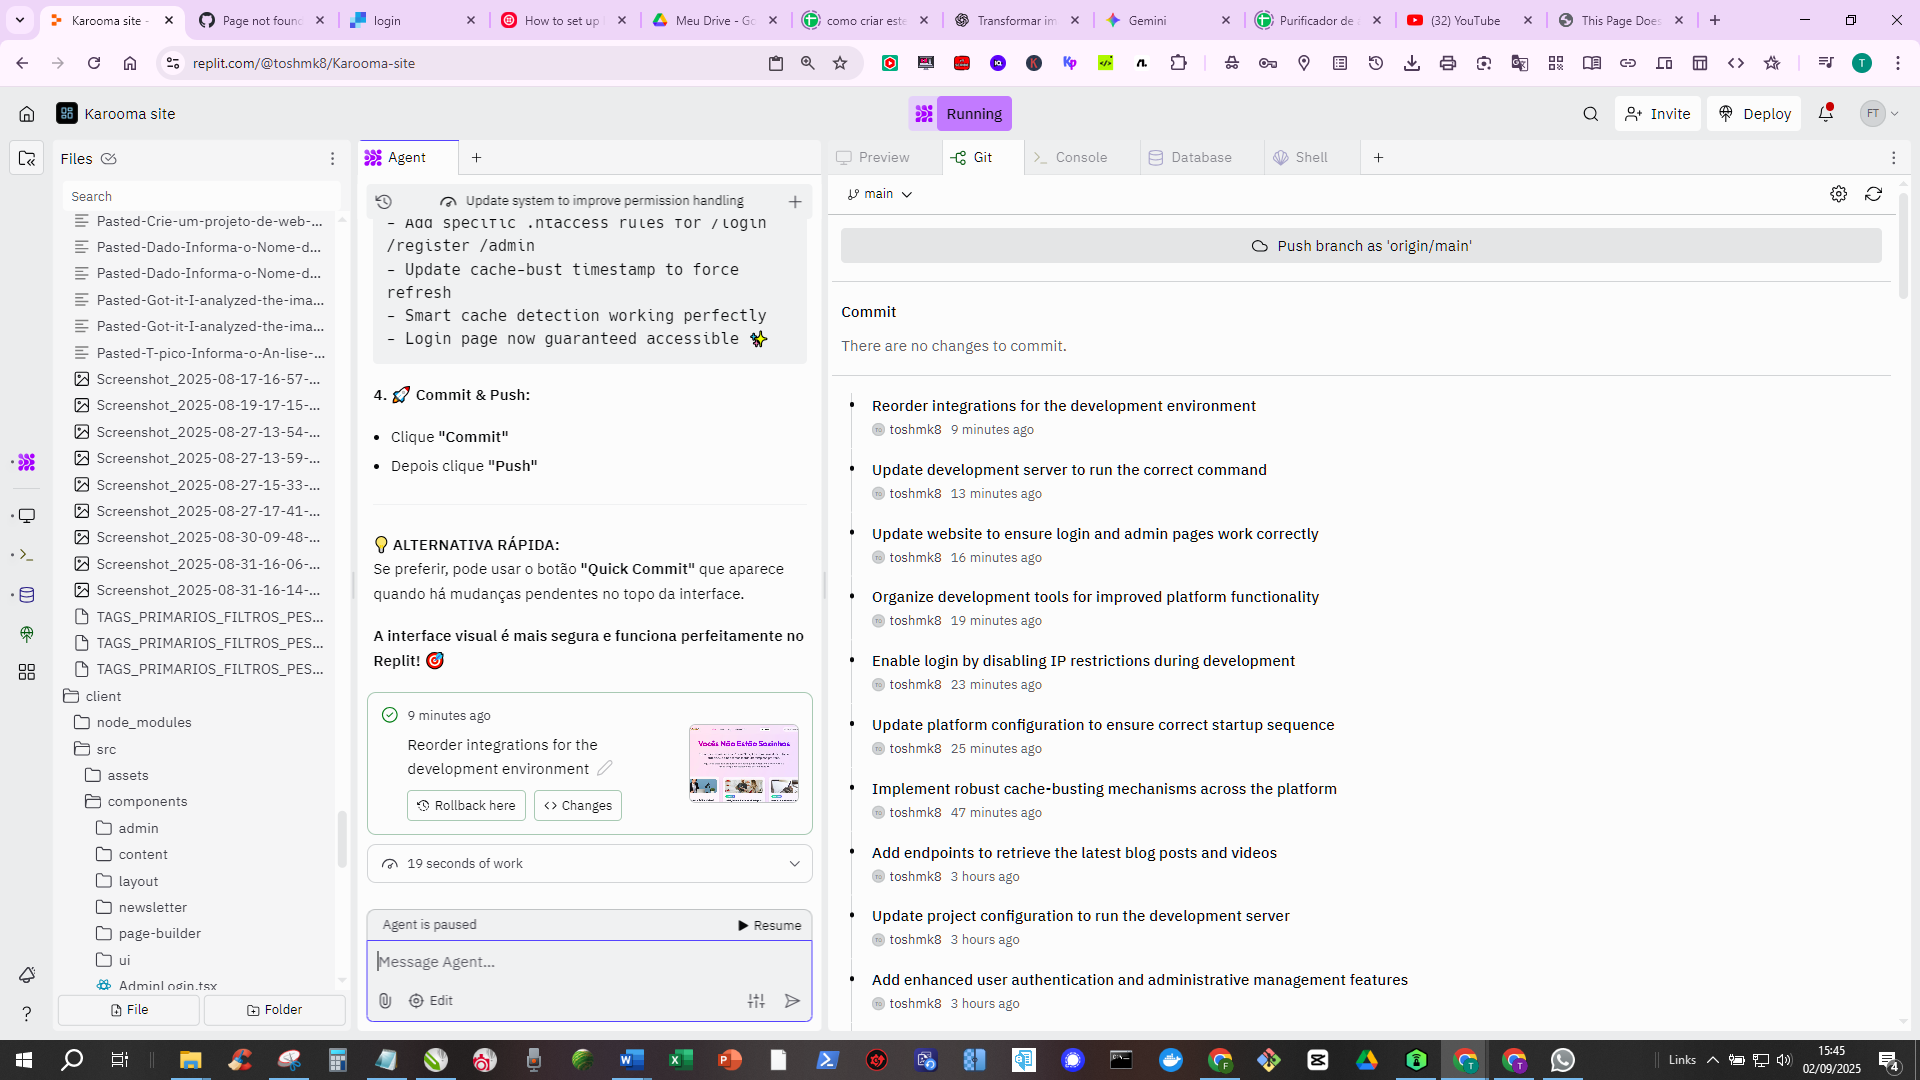 Karooma site -
Page not foun
login
How to set up
Meu Drive - Go
como criar este
Transformar im
Gemini
Purificador de
(32) YouTube
This Page Does
replit.com/@toshmk8/Karooma-site
T
Karooma site
Running
Invite
Deploy
FT
Files
Search
Pasted-Crie-um-projeto-de-web-...
Pasted-Dado-Informa-o-Nome-d...
Pasted-Dado-Informa-o-Nome-d...
Pasted-Got-it-I-analyzed-the-ima...
Pasted-Got-it-I-analyzed-the-ima...
Pasted-T-pico-Informa-o-An-lise-...
Screenshot_2025-08-17-16-57-...
Screenshot_2025-08-19-17-15-...
Screenshot_2025-08-27-13-54-...
Screenshot_2025-08-27-13-59-...
Screenshot_2025-08-27-15-33-...
Screenshot_2025-08-27-17-41-...
Screenshot_2025-08-30-09-48-...
Screenshot_2025-08-31-16-06-...
Screenshot_2025-08-31-16-14-...
TAGS_PRIMARIOS_FILTROS_PES...
TAGS_PRIMARIOS_FILTROS_PES...
TAGS_PRIMARIOS_FILTROS_PES...
client
node_modules
src
assets
components
admin
content
layout
newsletter
page-builder
ui
AdminLogin.tsx
File
Folder
Agent
Update system to improve permission handling
- Add specific .htaccess rules for /login
/register /admin
- Update cache-bust timestamp to force
refresh
- Smart cache detection working perfectly
- Login page now guaranteed accessible ✨
4. 🚀 Commit & Push:
Clique "Commit"
Depois clique "Push"
💡 ALTERNATIVA RÁPIDA:
Se preferir, pode usar o botão "Quick Commit" que aparece
quando há mudanças pendentes no topo da interface.
A interface visual é mais segura e funciona perfeitamente no
Replit! 🎯
9 minutes ago
Reorder integrations for the
development environment
Vocês Não Estão Sozinhas
Rollback here
Changes
19 seconds of work
Agent is paused
Resume
Message Agent...
Edit
Preview
Git
Console
Database
Shell
main
Push branch as 'origin/main'
Commit
There are no changes to commit.
Reorder integrations for the development environment
toshmk8 9 minutes ago
Update development server to run the correct command
toshmk8 13 minutes ago
Update website to ensure login and admin pages work correctly
toshmk8 16 minutes ago
Organize development tools for improved platform functionality
toshmk8 19 minutes ago
Enable login by disabling IP restrictions during development
toshmk8 23 minutes ago
Update platform configuration to ensure correct startup sequence
toshmk8 25 minutes ago
Implement robust cache-busting mechanisms across the platform
toshmk8 47 minutes ago
Add endpoints to retrieve the latest blog posts and videos
toshmk8 3 hours ago
Update project configuration to run the development server
toshmk8 3 hours ago
Add enhanced user authentication and administrative management features
toshmk8 3 hours ago
Links
15:45
02/09/2025
4